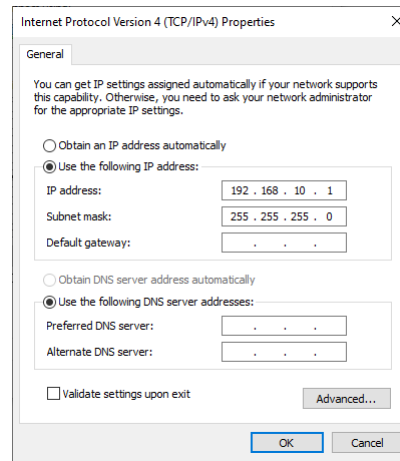 Internet Protocol Version 4 (TCP/IPv4) Properties
General
You can get IP settings assigned automatically if your network supports
this capability. Otherwise, you need to ask your network administrator
for the appropriate IP settings.
Obtain an IP address automatically
Use the following IP address:
IP address: 192 . 168 . 10 . 1
Subnet mask: 255 . 255 . 255 . 0
Default gateway: . . .
Obtain DNS server address automatically
Use the following DNS server addresses:
Preferred DNS server: . . .
Alternate DNS server: . . .
Validate settings upon exit
Advanced...
OK Cancel